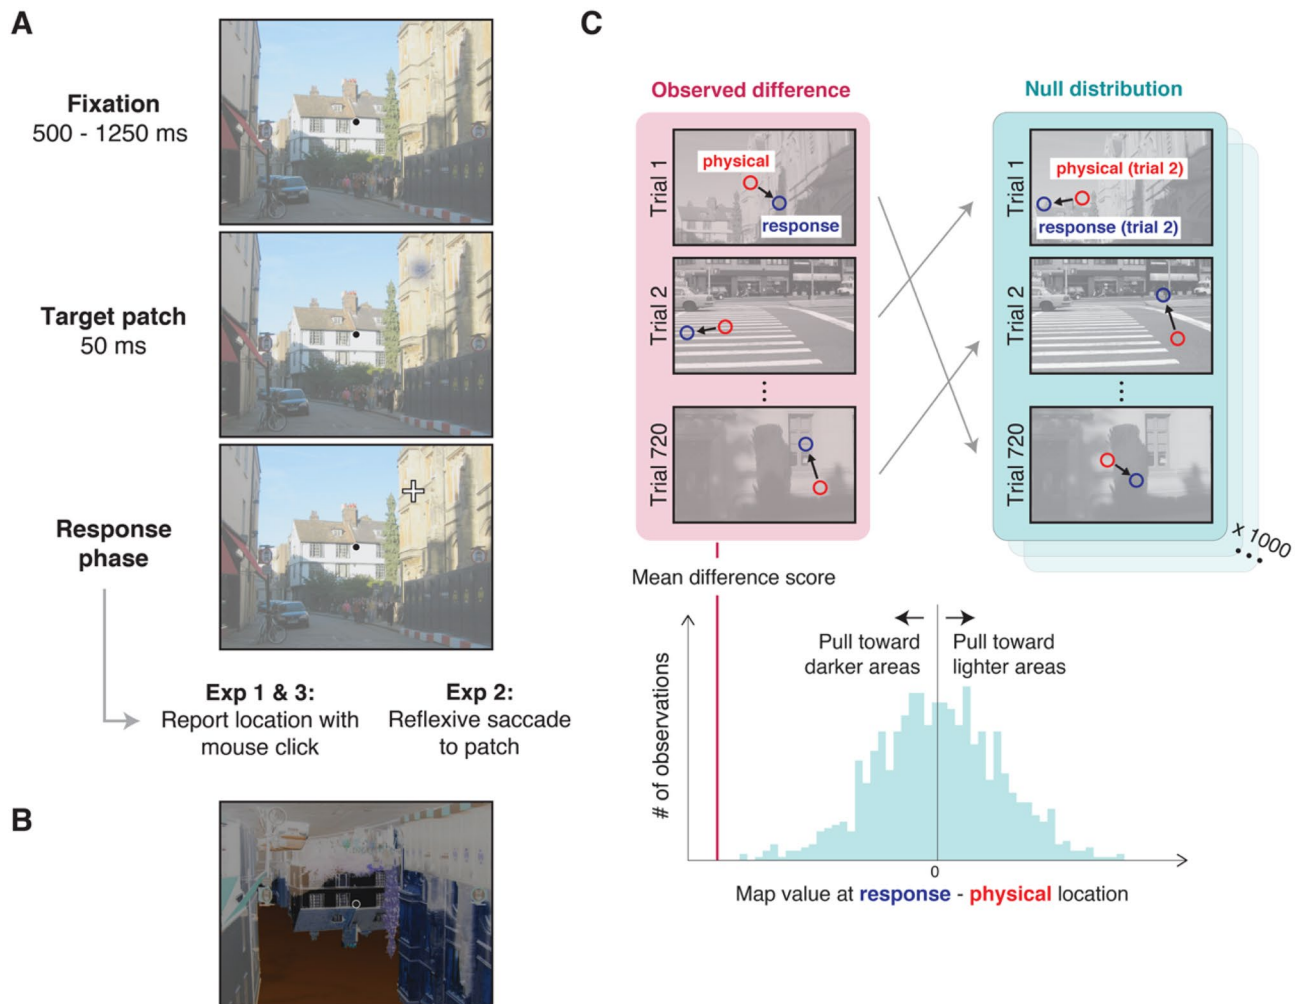 A
Fixation
500 - 1250 ms
Target patch
50 ms
Response
phase
Exp 1 & 3:
Report location with
mouse click
Exp 2:
Reflexive saccade
to patch
B
C
Observed difference
Trial 1
physical
response
Trial 2
Trial 720
Null distribution
Trial 1
physical (trial 2)
response (trial 2)
Trial 2
Trial 720
x 1000
Mean difference score
Pull toward
darker areas
Pull toward
lighter areas
# of observations
0
Map value at response - physical location